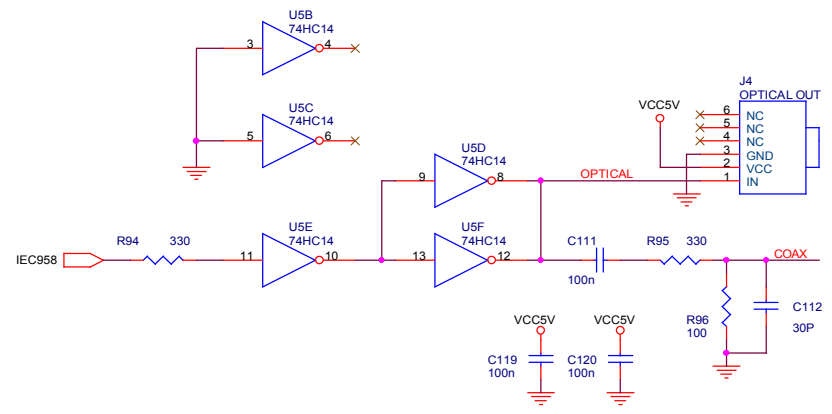 U5B
74HC14
3
4
U5C
74HC14
5
6
J4
OPTICAL OUT
VCC5V
6 NC
5 NC
4 NC
3 GND
2 VCC
1 IN
U5D
74HC14
9
8
OPTICAL
R94 330
U5E
74HC14
U5F
74HC14
IEC958
11
10
13
12
C111
100n
R95 330
COAX
R96
100
C112
30P
VCC5V
VCC5V
C119
100n
C120
100n